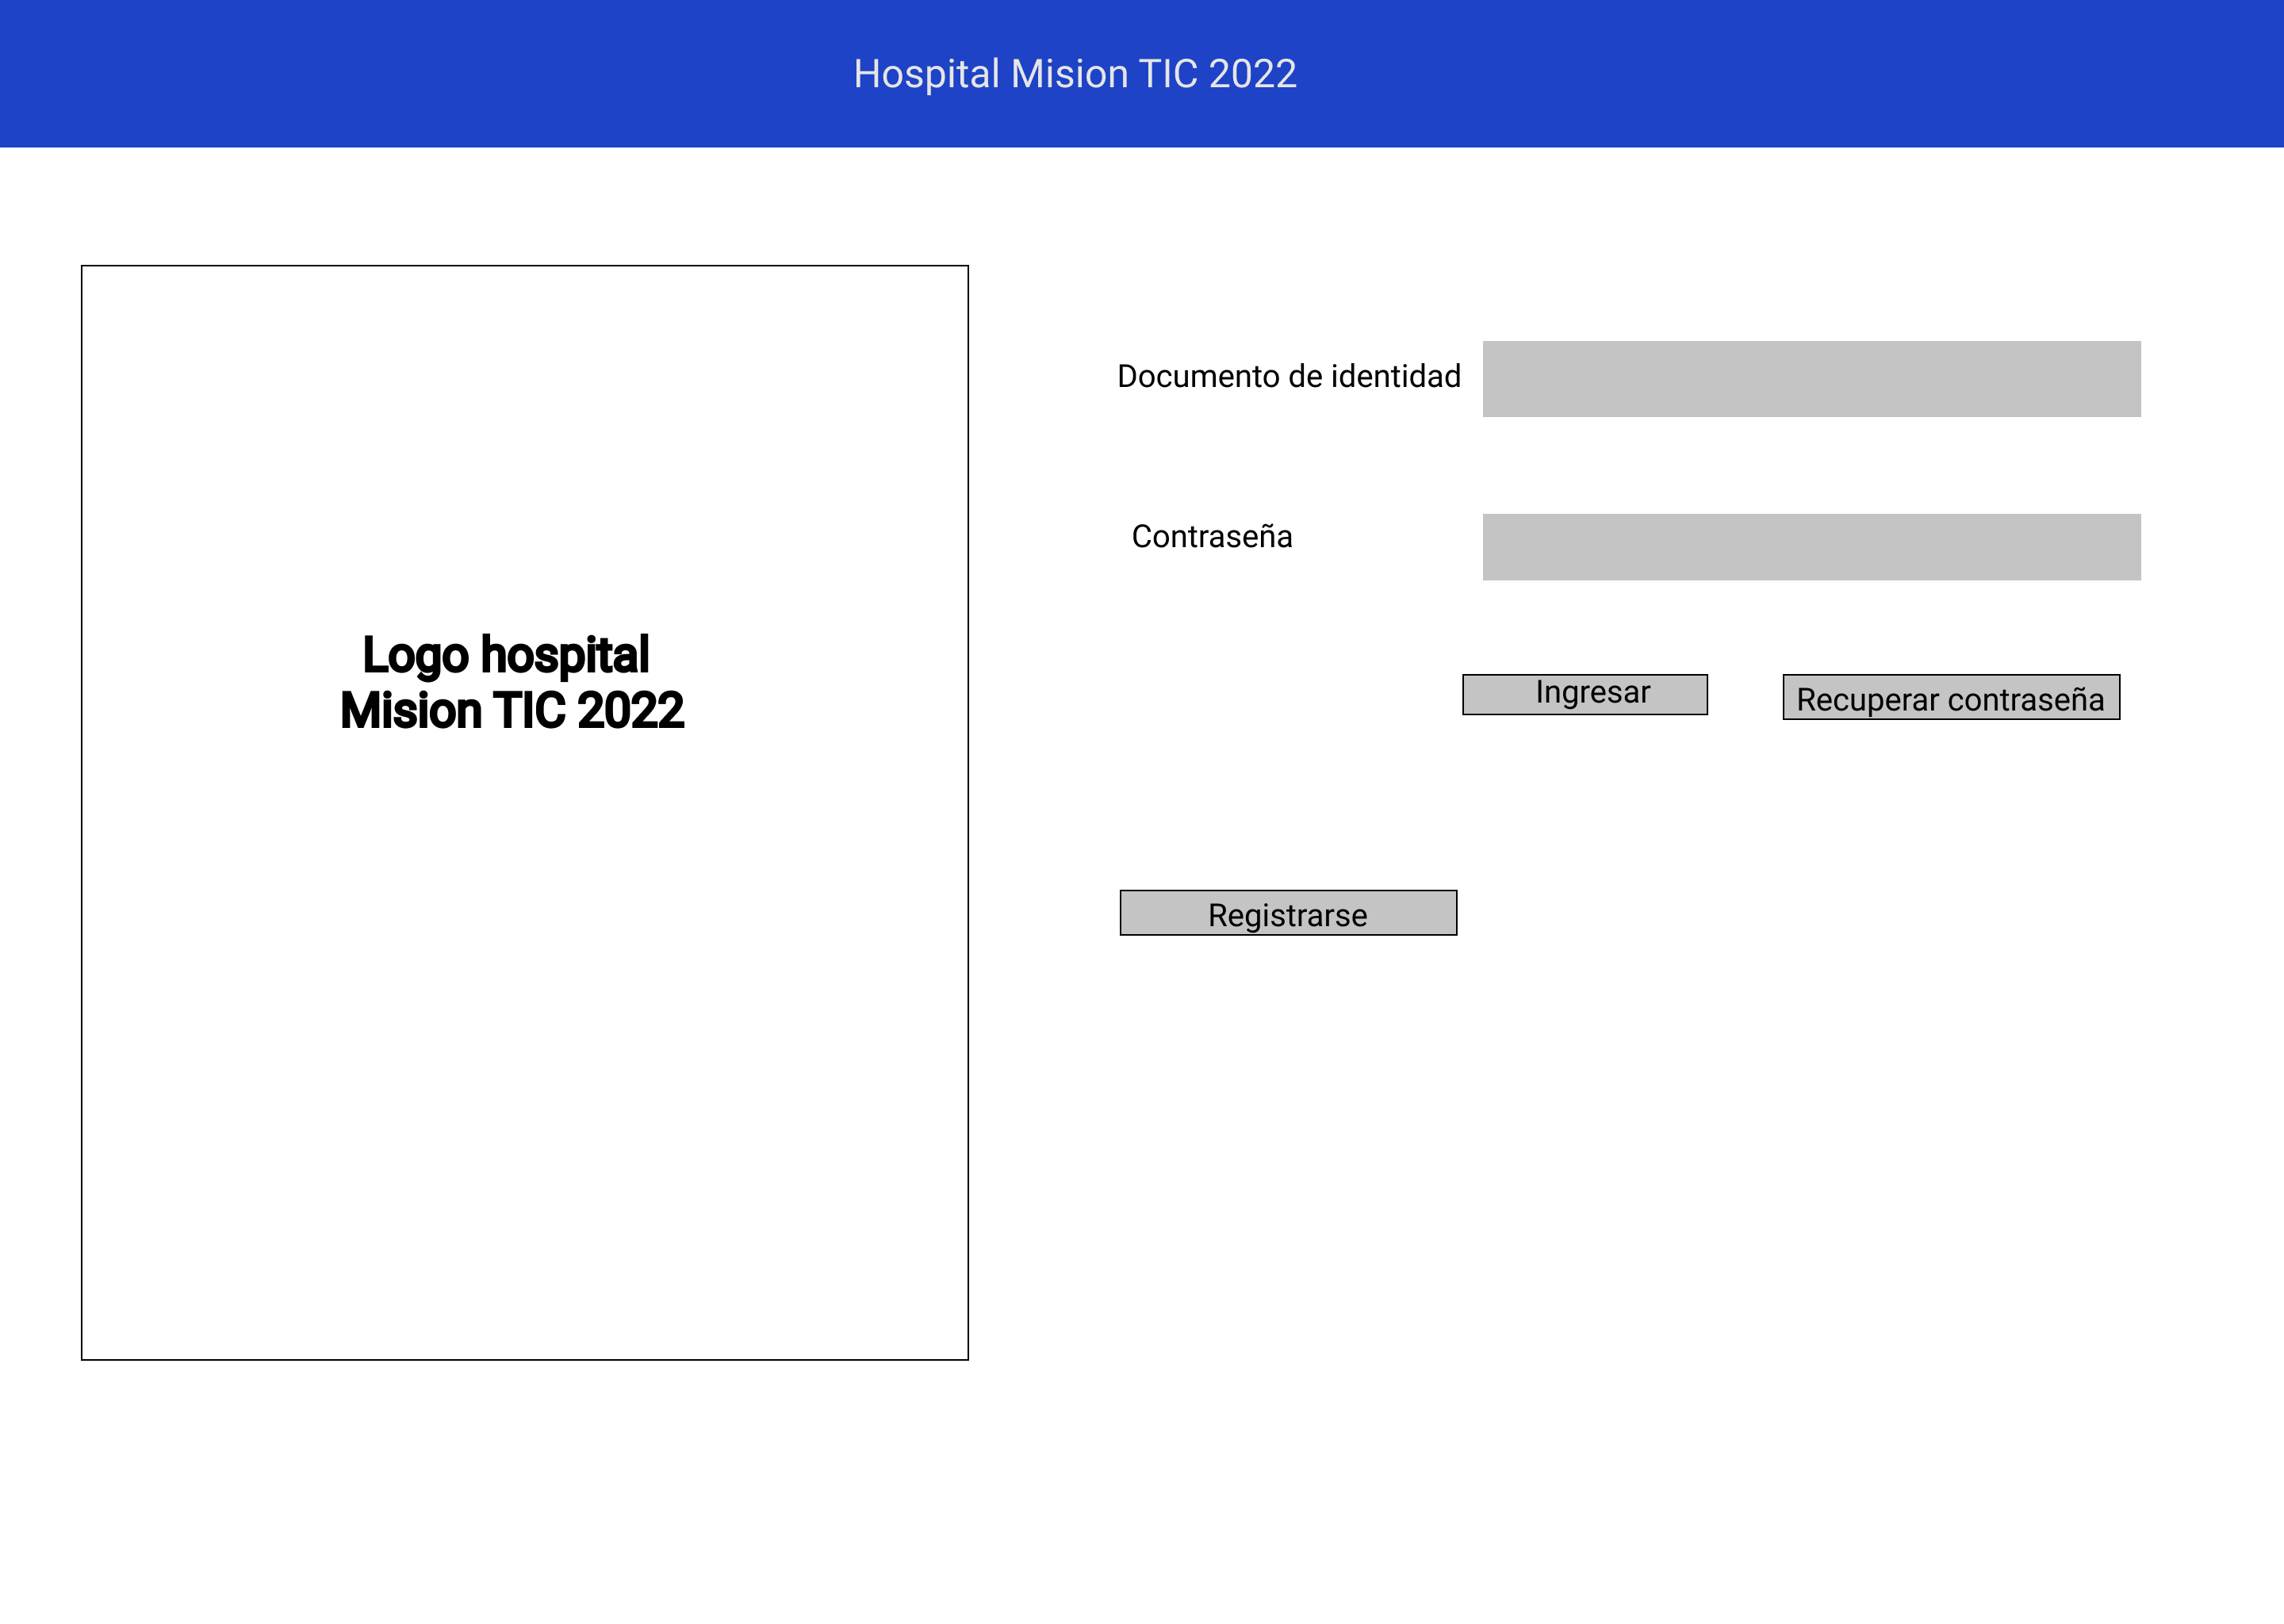 Hospital Mision TIC 2022
Logo hospital
Mision TIC 2022
Documento de identidad
Contraseña
Ingresar
Recuperar contraseña
Registrarse